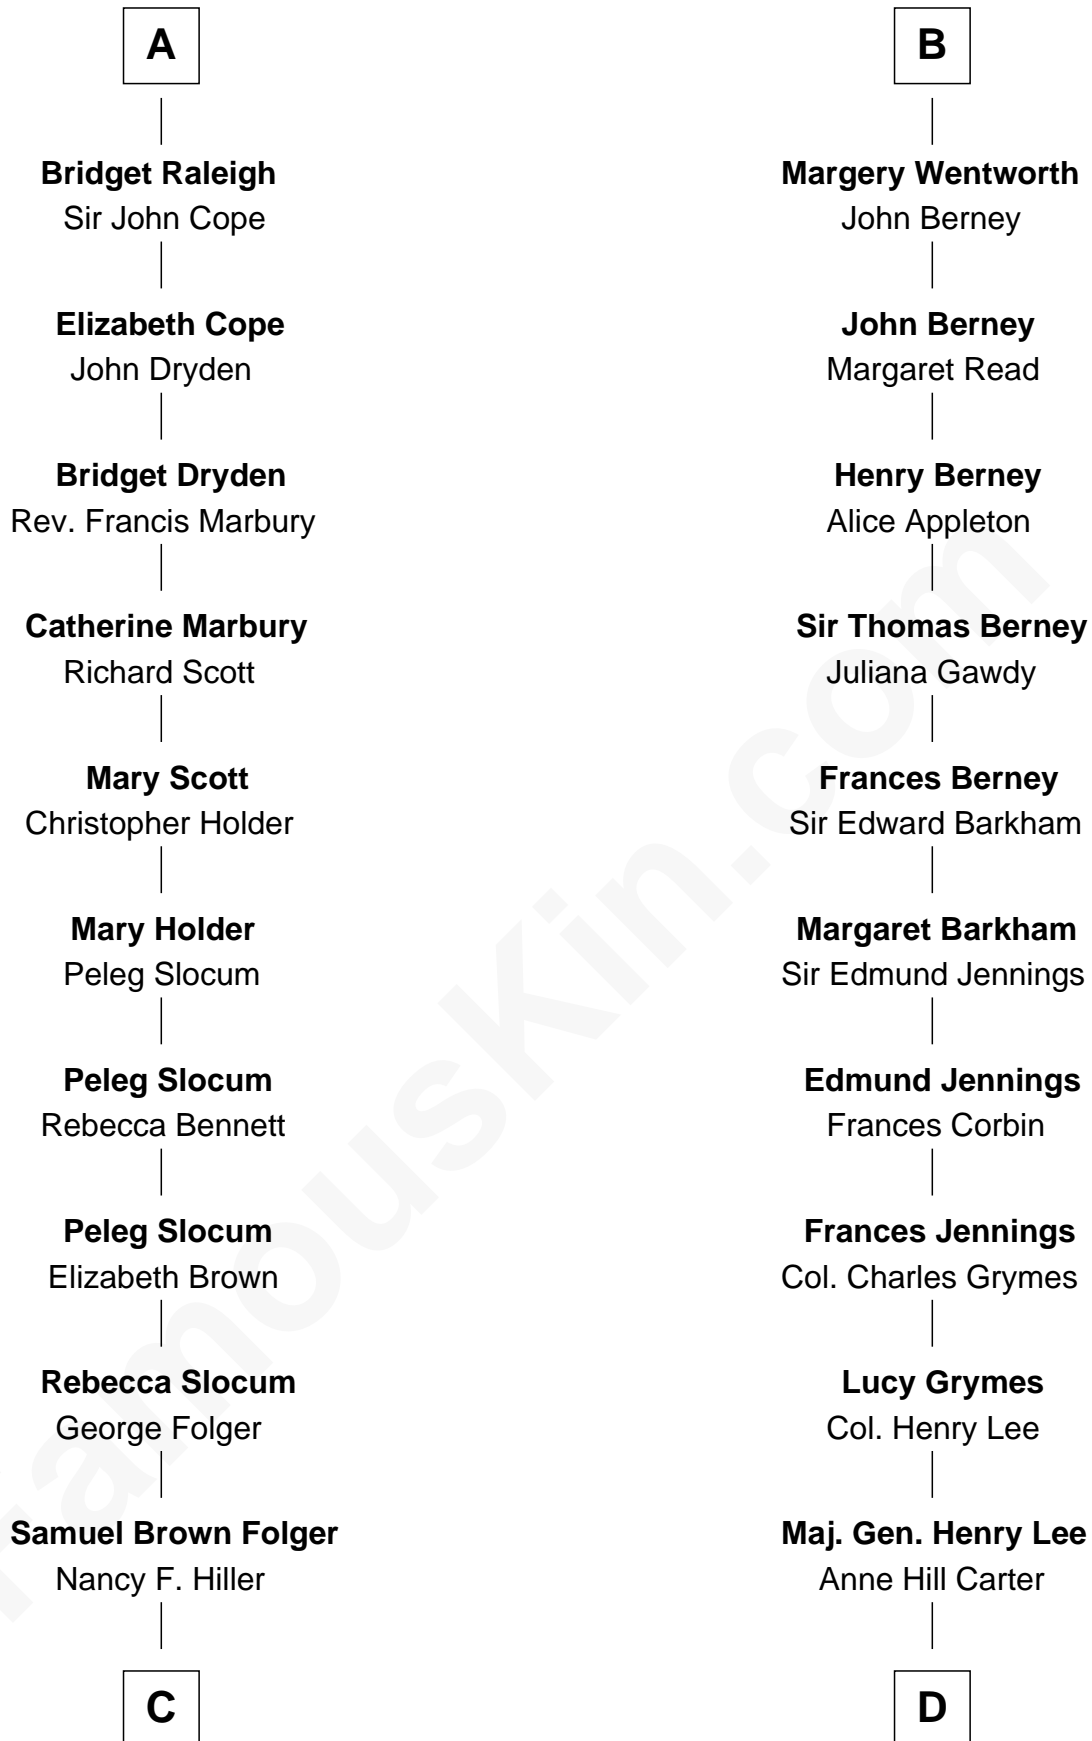 A
Bridget Raleigh
Sir John Cope
Elizabeth Cope
John Dryden
Bridget Dryden
Rev. Francis Marbury
Catherine Marbury
Richard Scott
Mary Scott
Christopher Holder
Mary Holder
Peleg Slocum
Peleg Slocum
Rebecca Bennett
Peleg Slocum
Elizabeth Brown
Rebecca Slocum
George Folger
Samuel Brown Folger
Nancy F. Hiller
C
B
Margery Wentworth
John Berney
John Berney
Margaret Read
Henry Berney
Alice Appleton
Sir Thomas Berney
Juliana Gawdy
Frances Berney
Sir Edward Barkham
Margaret Barkham
Sir Edmund Jennings
Edmund Jennings
Frances Corbin
Frances Jennings
Col. Charles Grymes
Lucy Grymes
Col. Henry Lee
Maj. Gen. Henry Lee
Anne Hill Carter
D
FamousKin.com